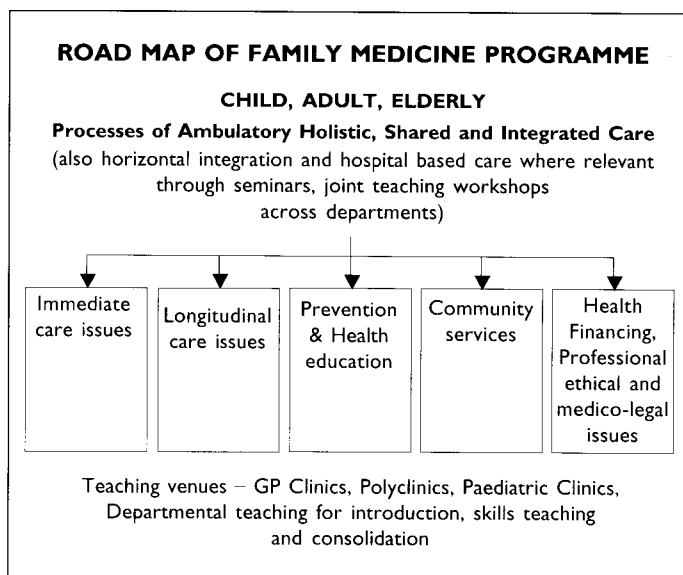 ROAD MAP OF FAMILY MEDICINE PROGRAMME
CHILD, ADULT, ELDERLY
Processes of Ambulatory Holistic, Shared and Integrated Care
(also horizontal integration and hospital based care where relevant
through seminars, joint teaching workshops
across departments)
Immediate
care issues
Longitudinal
care issues
Prevention
& Health
education
Community
services
Health
Financing,
Professional
ethical and
medico-legal
issues
Teaching venues – GP Clinics, Polyclinics, Paediatric Clinics,
Departmental teaching for introduction, skills teaching
and consolidation